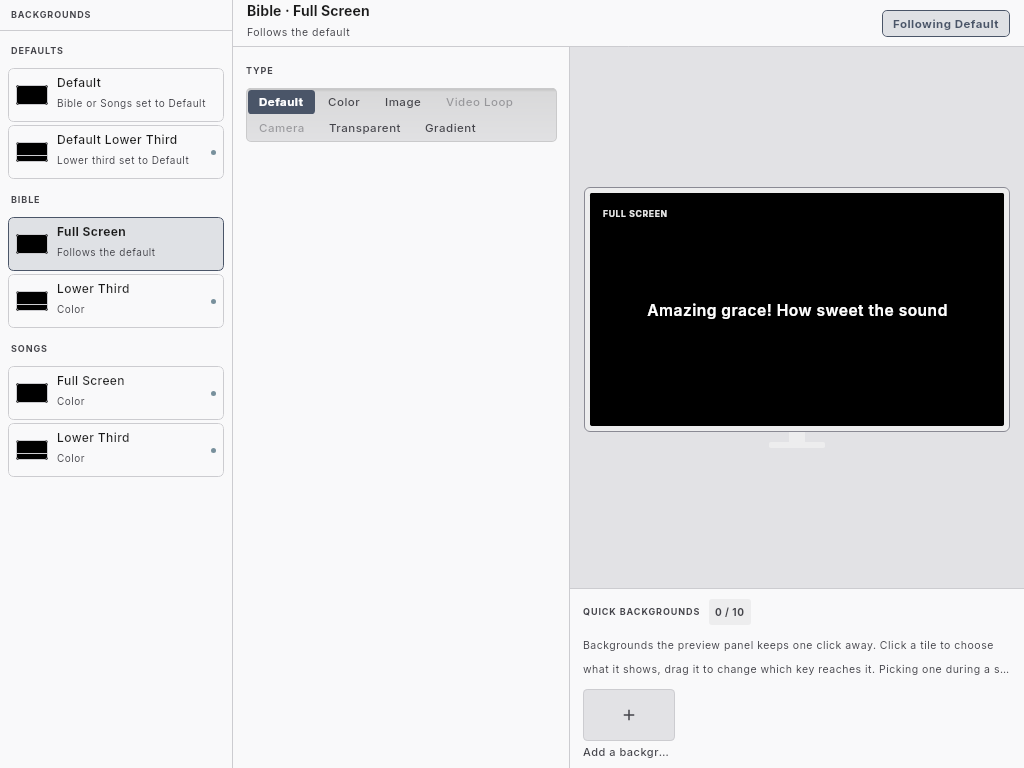 BACKGROUNDS
DEFAULTS
Default
Bible or Songs set to Default
Default Lower Third
Lower third set to Default
BIBLE
Full Screen
Follows the default
Lower Third
Color
SONGS
Full Screen
Color
Lower Third
Color
Bible · Full Screen
Follows the default
Following Default
TYPE
Default Color Image Video Loop
Camera Transparent Gradient
FULL SCREEN
Amazing grace! How sweet the sound
QUICK BACKGROUNDS 0 / 10
Backgrounds the preview panel keeps one click away. Click a tile to choose
what it shows, drag it to change which key reaches it. Picking one during a s...
+
Add a backgr...